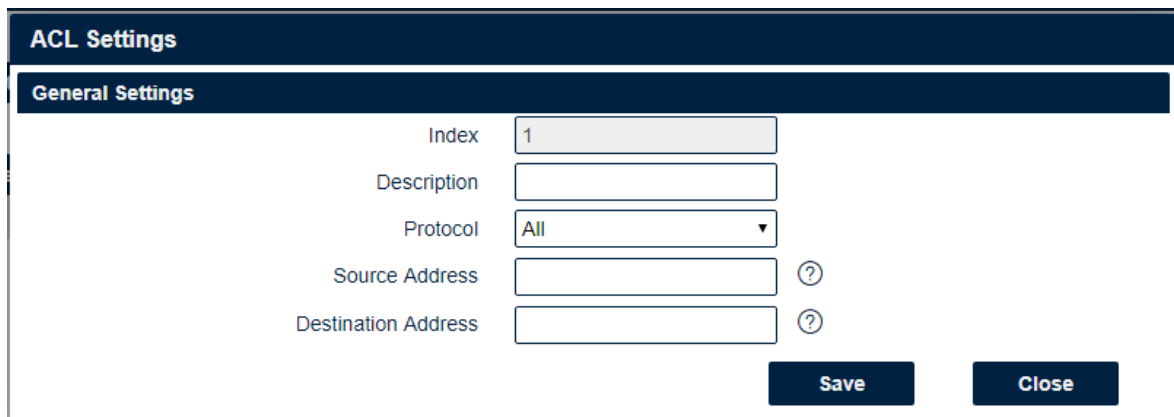 ACL Settings
General Settings
Index 1
Description
Protocol All
Source Address ?
Destination Address ?
Save Close